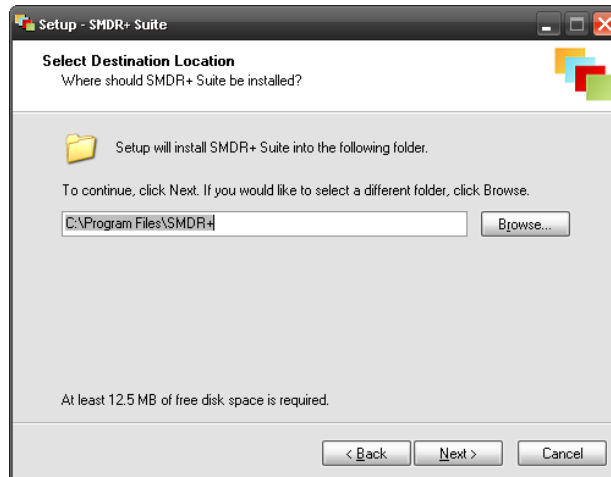 Setup - SMDR+ Suite
Select Destination Location
Where should SMDR+ Suite be installed?
Setup will install SMDR+ Suite into the following folder.
To continue, click Next. If you would like to select a different folder, click Browse.
C:\Program Files\SMDR+
Browse...
At least 12.5 MB of free disk space is required.
< Back Next > Cancel